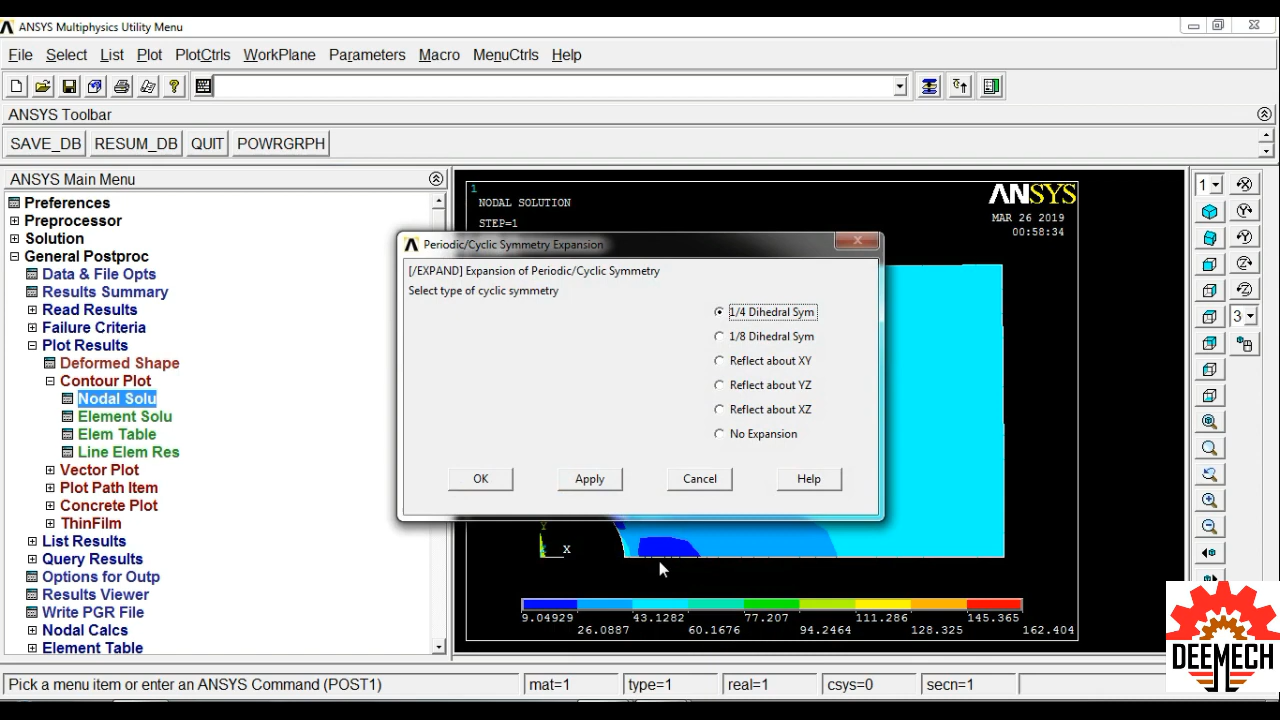 ANSYS Multiphysics Utility Menu
File Select List Plot PlotCtrls WorkPlane Parameters Macro MenuCtrls Help
ANSYS Toolbar
SAVE_DB RESUM_DB QUIT POWRGRPH
ANSYS Main Menu
Preferences
Preprocessor
Solution
General Postproc
Data & File Opts
Results Summary
Read Results
Failure Criteria
Plot Results
Deformed Shape
Contour Plot
Nodal Solu
Element Solu
Elem Table
Line Elem Res
Vector Plot
Plot Path Item
Concrete Plot
ThinFilm
List Results
Query Results
Options for Outp
Results Viewer
Write PGR File
Nodal Calcs
Element Table
1
NODAL SOLUTION
STEP=1
ANSYS
MAR 26 2019
00:58:34
Periodic/Cyclic Symmetry Expansion
[/EXPAND] Expansion of Periodic/Cyclic Symmetry
Select type of cyclic symmetry
1/4 Dihedral Sym
1/8 Dihedral Sym
Reflect about XY
Reflect about YZ
Reflect about XZ
No Expansion
OK Apply Cancel Help
Y
X
9.04929 43.1282 77.207 111.286 145.365
26.0887 60.1676 94.2464 128.325 162.404
1
3
DEEMECH
Pick a menu item or enter an ANSYS Command (POST1) mat=1 type=1 real=1 csys=0 secn=1